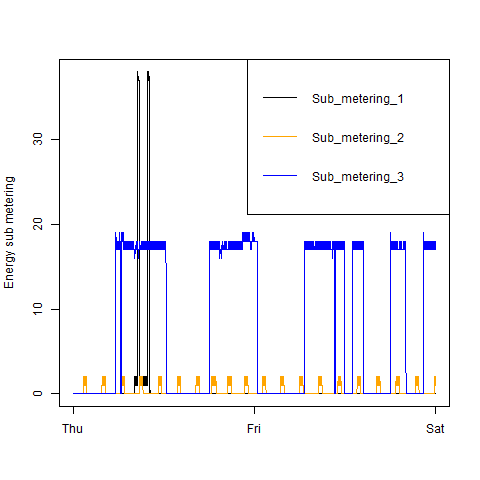 Sub_metering_1
Sub_metering_2
Sub_metering_3
Energy sub metering
30
20
10
0
Thu Fri Sat